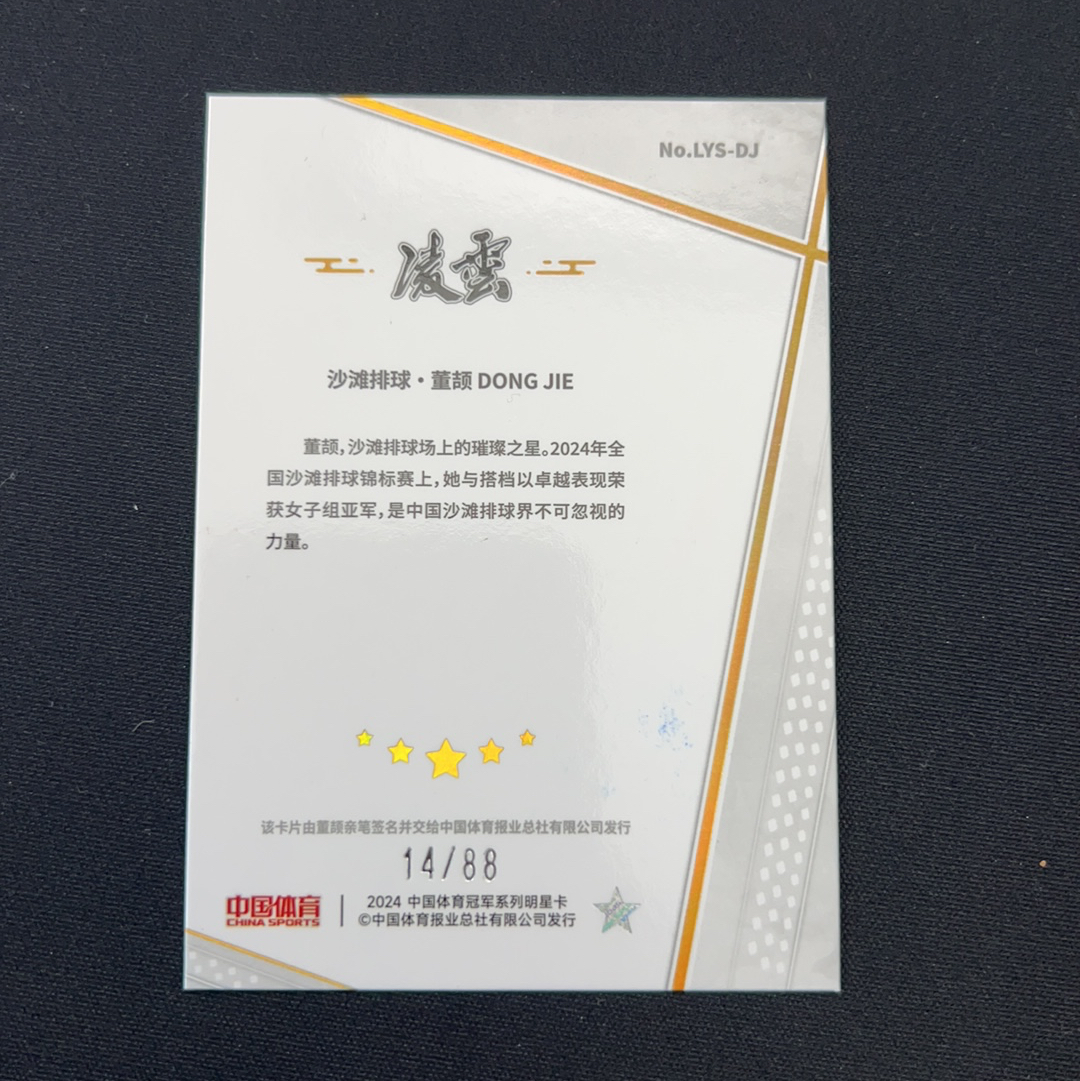 No.LYS-DJ
凌雲
沙滩排球·董颉 DONG JIE
董颉,沙滩排球场上的璀璨之星。2024年全
国沙滩排球锦标赛上,她与搭档以卓越表现荣
获女子组亚军,是中国沙滩排球界不可忽视的
力量。
该卡片由董颉亲笔签名并交给中国体育报业总社有限公司发行
14/88
中国体育
CHINA SPORTS
2024 中国体育冠军系列明星卡
©中国体育报业总社有限公司发行